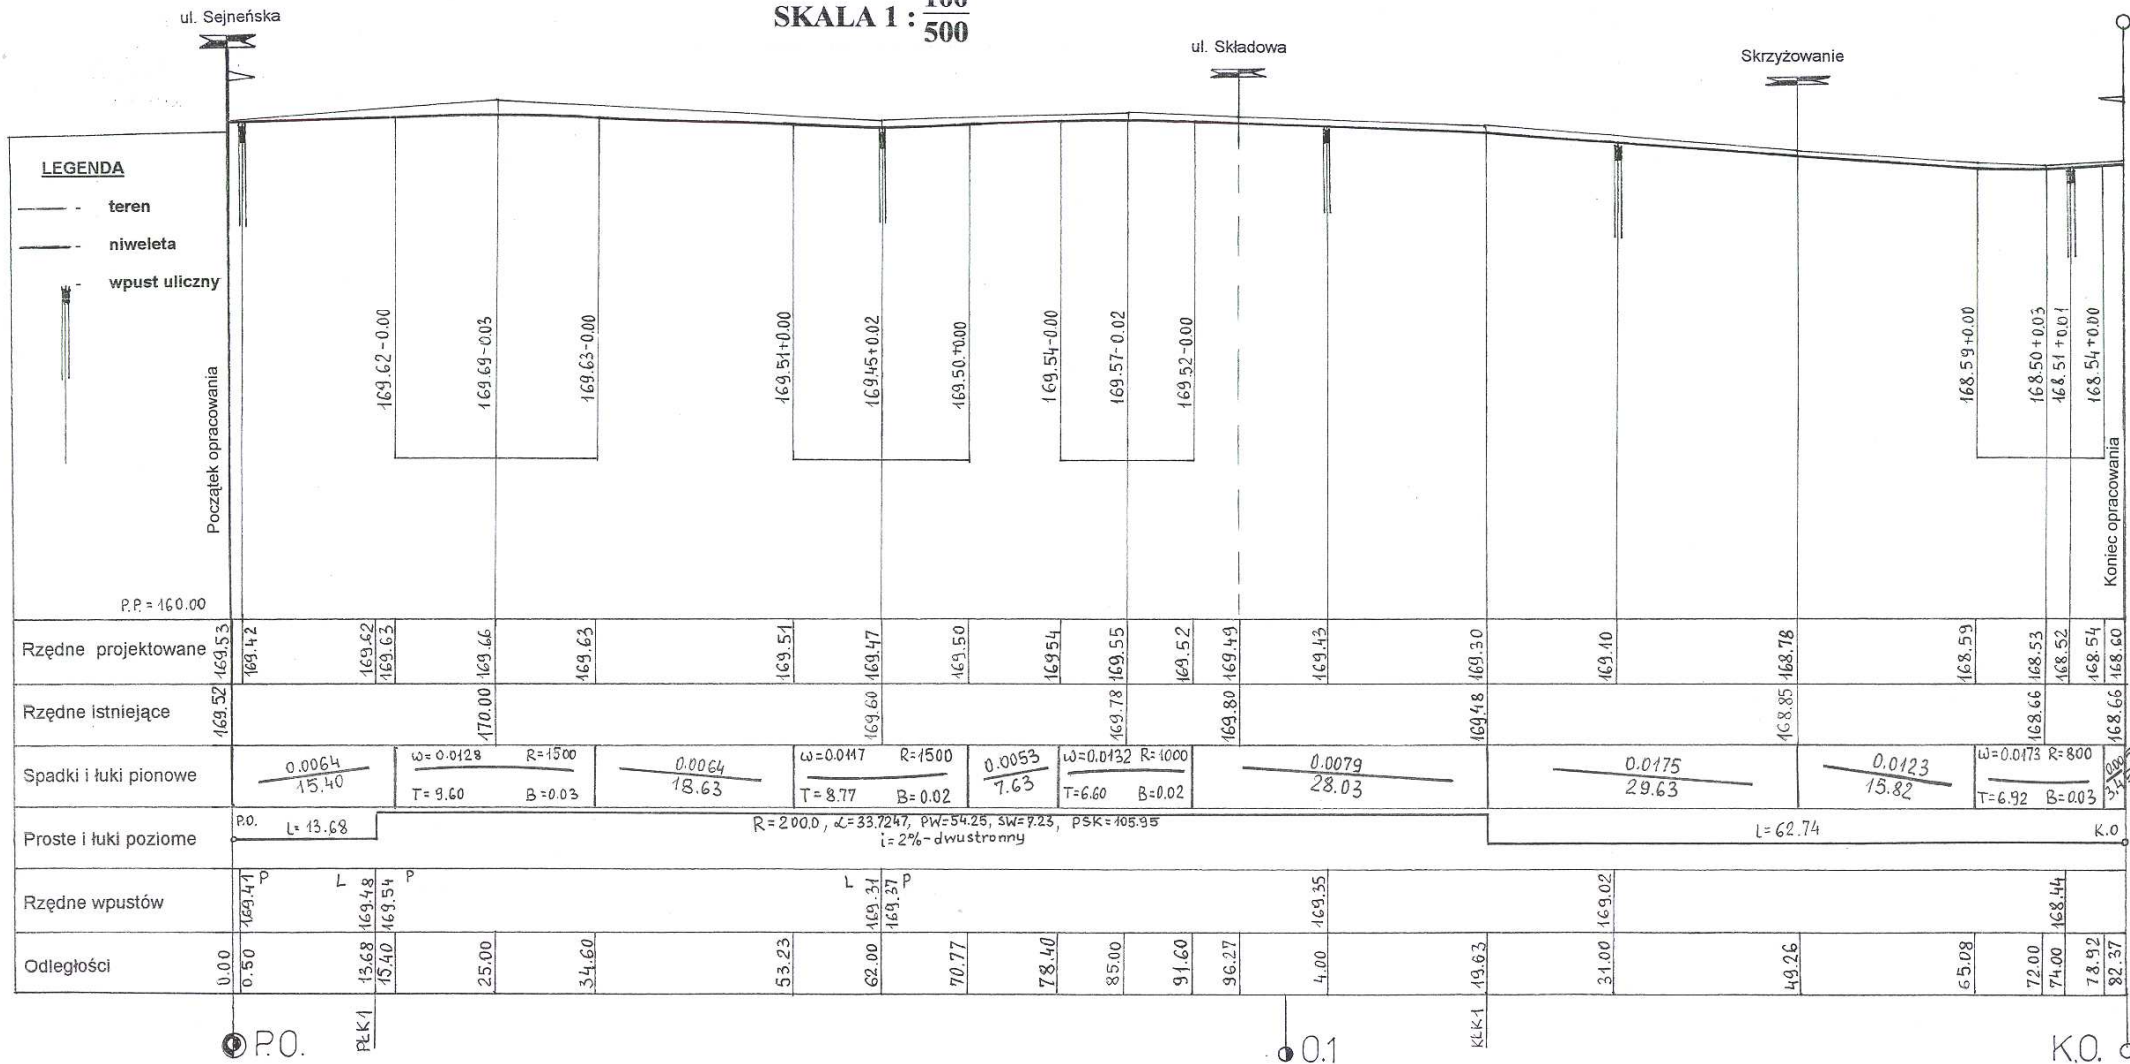 SKALA 1 : 100/500
ul. Sejneńska
ul. Składowa
Skrzyżowanie
LEGENDA
teren
niweleta
wpust uliczny
Początek opracowania
169.62-0.00
169.69-0.03
169.63-0.00
169.51+0.00
169.45+0.02
169.50+0.00
169.54-0.00
169.57-0.02
169.52-0.00
168.59+0.00
168.50+0.03
168.51+0.01
168.54+0.00
Koniec opracowania
P.P. = 160.00
Rzędne projektowane 169.53 169.42 169.62 169.63 169.66 169.63 169.51 169.47 169.50 169.54 169.55 169.52 169.49 169.43 169.30 169.10 168.78 168.59 168.53 168.52 168.54 168.60
Rzędne istniejące 169.52 170.00 169.60 169.78 169.80 169.48 168.85 168.66 168.66
Spadki i łuki pionowe
0.0064
15.40
ω=0.0128 R=1500
T=9.60 B=0.03
0.0064
18.63
ω=0.0117 R=1500
T=8.77 B=0.02
0.0053
7.63
ω=0.0132 R=1000
T=6.60 B=0.02
0.0079
28.03
0.0175
29.63
0.0123
15.82
ω=0.0173 R=800
T=6.92 B=0.03
Proste i łuki poziome
P.O. L=13.68
R=200.0, α=33.7247, PW=54.25, SW=7.23, PSK=105.95
i=2%-dwustronny
L=62.74 K.O
Rzędne wpustów 169.41 P L 169.48 169.54 P L 169.31 169.37 P 169.35 169.02 168.44
Odległości 0.00 0.50 13.68 15.40 25.00 34.60 53.23 62.00 70.77 78.40 85.00 91.60 96.27 4.00 19.63 31.00 49.26 65.08 72.00 74.00 78.92 82.37
P.O.
PŁK1
O.1
KŁK1
K.O.